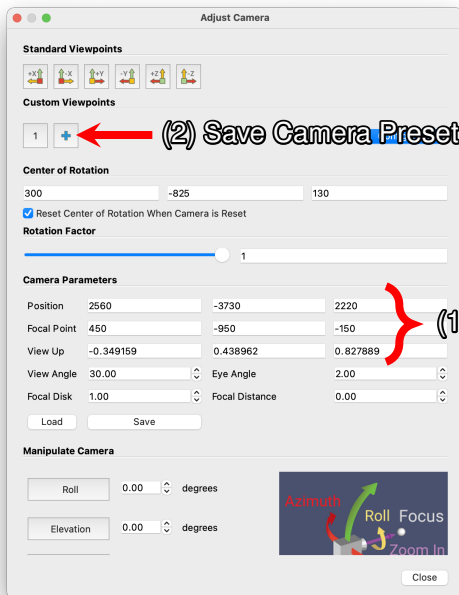 Adjust Camera
Standard Viewpoints
+X -X +Y -Y +Z -Z
Custom Viewpoints
1 + (2) Save Camera Preset
Center of Rotation
300 -825 130
Reset Center of Rotation When Camera is Reset
Rotation Factor
1
Camera Parameters
Position 2560 -3730 2220
Focal Point 450 -950 -150
(1
View Up -0.349159 0.438962 0.827889
View Angle 30.00 Eye Angle 2.00
Focal Disk 1.00 Focal Distance 0.00
Load Save
Manipulate Camera
Roll 0.00 degrees
Azimuth
Roll Focus
Elevation 0.00 degrees
Zoom In
Close